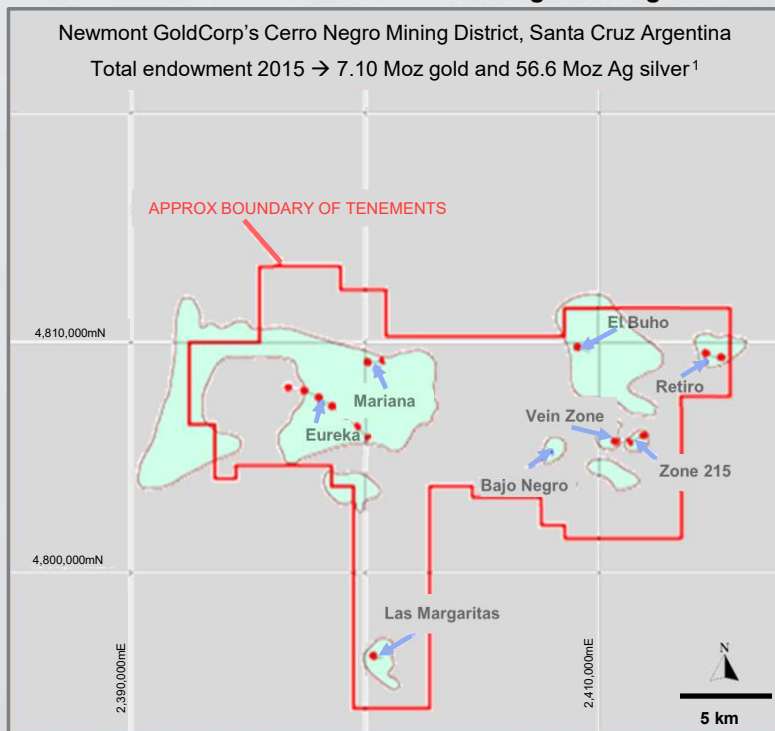 Newmont GoldCorp's Cerro Negro Mining District, Santa Cruz Argentina
Total endowment 2015 → 7.10 Moz gold and 56.6 Moz Ag silver¹
APPROX BOUNDARY OF TENEMENTS
4,810,000mN
El Buho
Retiro
Mariana
Eureka
Vein Zone
Zone 215
Bajo Negro
4,800,000mN
Las Margaritas
2,390,000mE
2,410,000mE
N
5 km